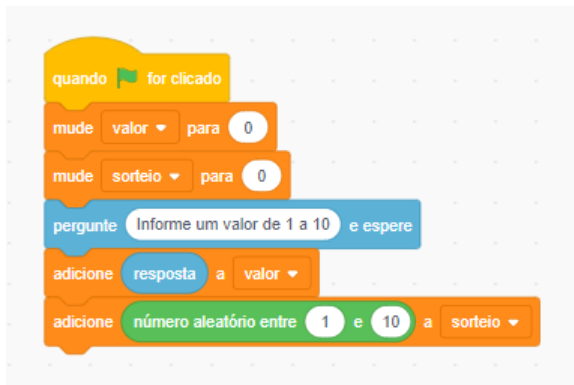 quando for clicado
mude valor para 0
mude sorteio para 0
pergunte Informe um valor de 1 a 10 e espere
adicione resposta a valor
adicione número aleatório entre 1 e 10 a sorteio